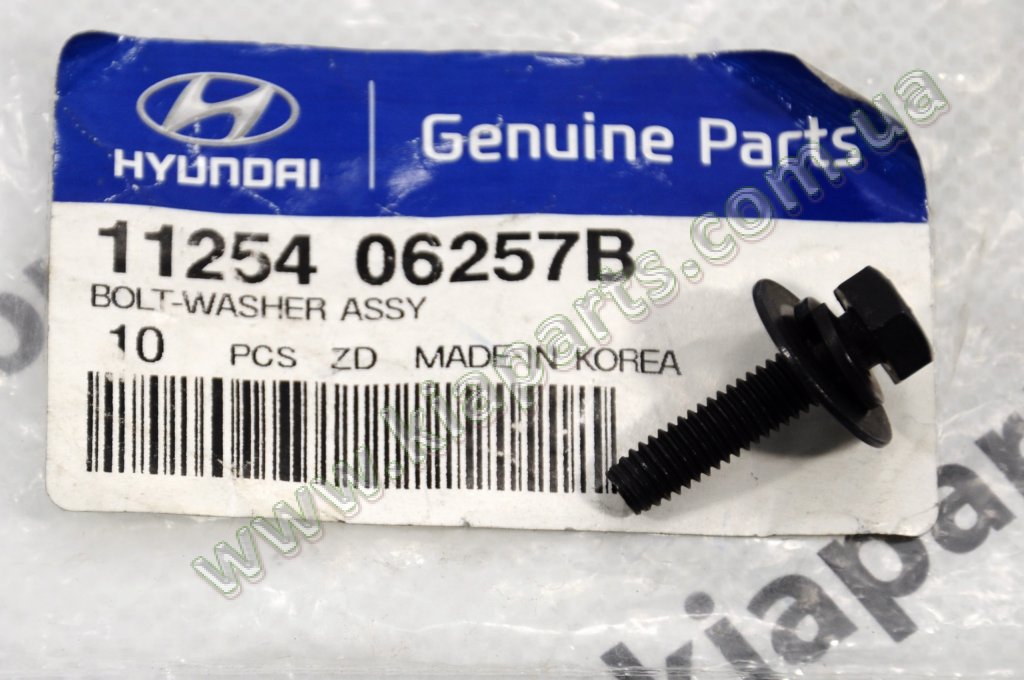 HYUNDAI
Genuine Parts
11254 06257B
BOLT-WASHER ASSY
10 PCS ZD MADE IN KOREA
www.kiaparts.com.ua
kiapar